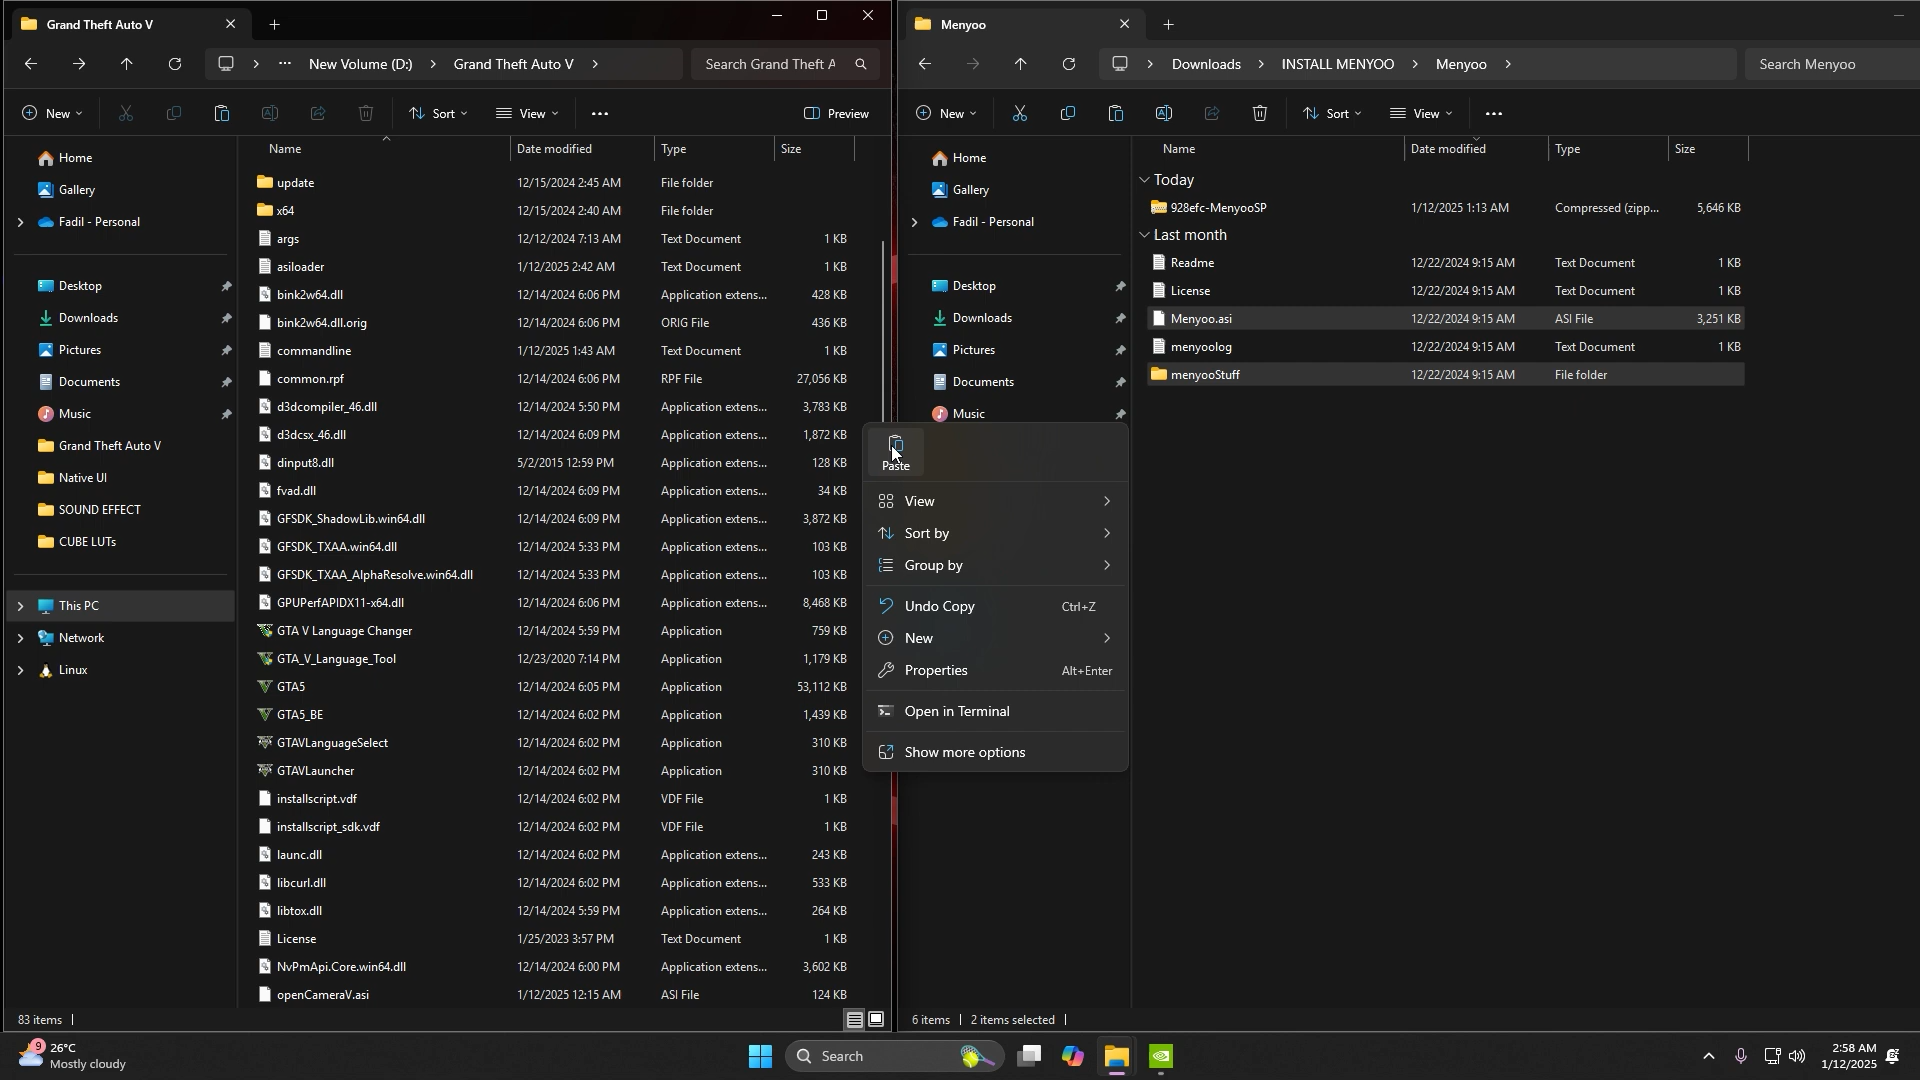 Grand Theft Auto V
New Volume (D:) Grand Theft Auto V
Search Grand Theft A
New Sort View Preview
Home
Gallery
Fadil - Personal
Desktop
Downloads
Pictures
Documents
Music
Grand Theft Auto V
Native UI
SOUND EFFECT
CUBE LUTs
This PC
Network
Linux
Name Date modified Type Size
update 12/15/2024 2:45 AM File folder
x64 12/15/2024 2:40 AM File folder
args 12/12/2024 7:13 AM Text Document 1 KB
asiloader 1/12/2025 2:42 AM Text Document 1 KB
bink2w64.dll 12/14/2024 6:06 PM Application extens... 428 KB
bink2w64.dll.orig 12/14/2024 6:06 PM ORIG File 436 KB
commandline 1/12/2025 1:43 AM Text Document 1 KB
common.rpf 12/14/2024 6:06 PM RPF File 27,056 KB
d3dcompiler_46.dll 12/14/2024 5:50 PM Application extens... 3,783 KB
d3dcsx_46.dll 12/14/2024 6:09 PM Application extens... 1,872 KB
dinput8.dll 5/2/2015 12:59 PM Application extens... 128 KB
fvad.dll 12/14/2024 6:09 PM Application extens... 34 KB
GFSDK_ShadowLib.win64.dll 12/14/2024 6:09 PM Application extens... 3,872 KB
GFSDK_TXAA.win64.dll 12/14/2024 5:33 PM Application extens... 103 KB
GFSDK_TXAA_AlphaResolve.win64.dll 12/14/2024 5:33 PM Application extens... 103 KB
GPUPerfAPIDX11-x64.dll 12/14/2024 6:06 PM Application extens... 8,468 KB
GTA V Language Changer 12/14/2024 5:59 PM Application 759 KB
GTA_V_Language_Tool 12/23/2020 7:14 PM Application 1,179 KB
GTA5 12/14/2024 6:05 PM Application 53,112 KB
GTA5_BE 12/14/2024 6:02 PM Application 1,439 KB
GTAVLanguageSelect 12/14/2024 6:02 PM Application 310 KB
GTAVLauncher 12/14/2024 6:02 PM Application 310 KB
installscript.vdf 12/14/2024 6:02 PM VDF File 1 KB
installscript_sdk.vdf 12/14/2024 6:02 PM VDF File 1 KB
launc.dll 12/14/2024 6:02 PM Application extens... 243 KB
libcurl.dll 12/14/2024 6:02 PM Application extens... 533 KB
libtox.dll 12/14/2024 5:59 PM Application extens... 264 KB
License 1/25/2023 3:57 PM Text Document 1 KB
NvPmApi.Core.win64.dll 12/14/2024 6:00 PM Application extens... 3,602 KB
openCameraV.asi 1/12/2025 12:15 AM ASI File 124 KB
83 items
Menyoo
Downloads INSTALL MENYOO Menyoo
Search Menyoo
New Sort View
Home
Gallery
Fadil - Personal
Desktop
Downloads
Pictures
Documents
Music
Name Date modified Type Size
Today
928efc-MenyooSP 1/12/2025 1:13 AM Compressed (zipp... 5,646 KB
Last month
Readme 12/22/2024 9:15 AM Text Document 1 KB
License 12/22/2024 9:15 AM Text Document 1 KB
Menyoo.asi 12/22/2024 9:15 AM ASI File 3,251 KB
menyoolog 12/22/2024 9:15 AM Text Document 1 KB
menyooStuff 12/22/2024 9:15 AM File folder
6 items 2 items selected
Paste
View
Sort by
Group by
Undo Copy Ctrl+Z
New
Properties Alt+Enter
Open in Terminal
Show more options
9
26°C
Mostly cloudy
Search
2:58 AM
1/12/2025